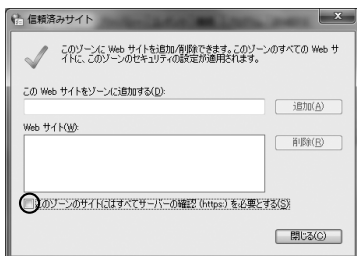 信頼済みサイト
このゾーンに Web サイトを追加/削除できます。このゾーンのすべての Web サ
イトに、このゾーンのセキュリティの設定が適用されます。
この Web サイトをゾーンに追加する(D):
追加(A)
Web サイト(W):
削除(R)
このゾーンのサイトにはすべてサーバーの確認 (https:) を必要とする(S)
閉じる(C)